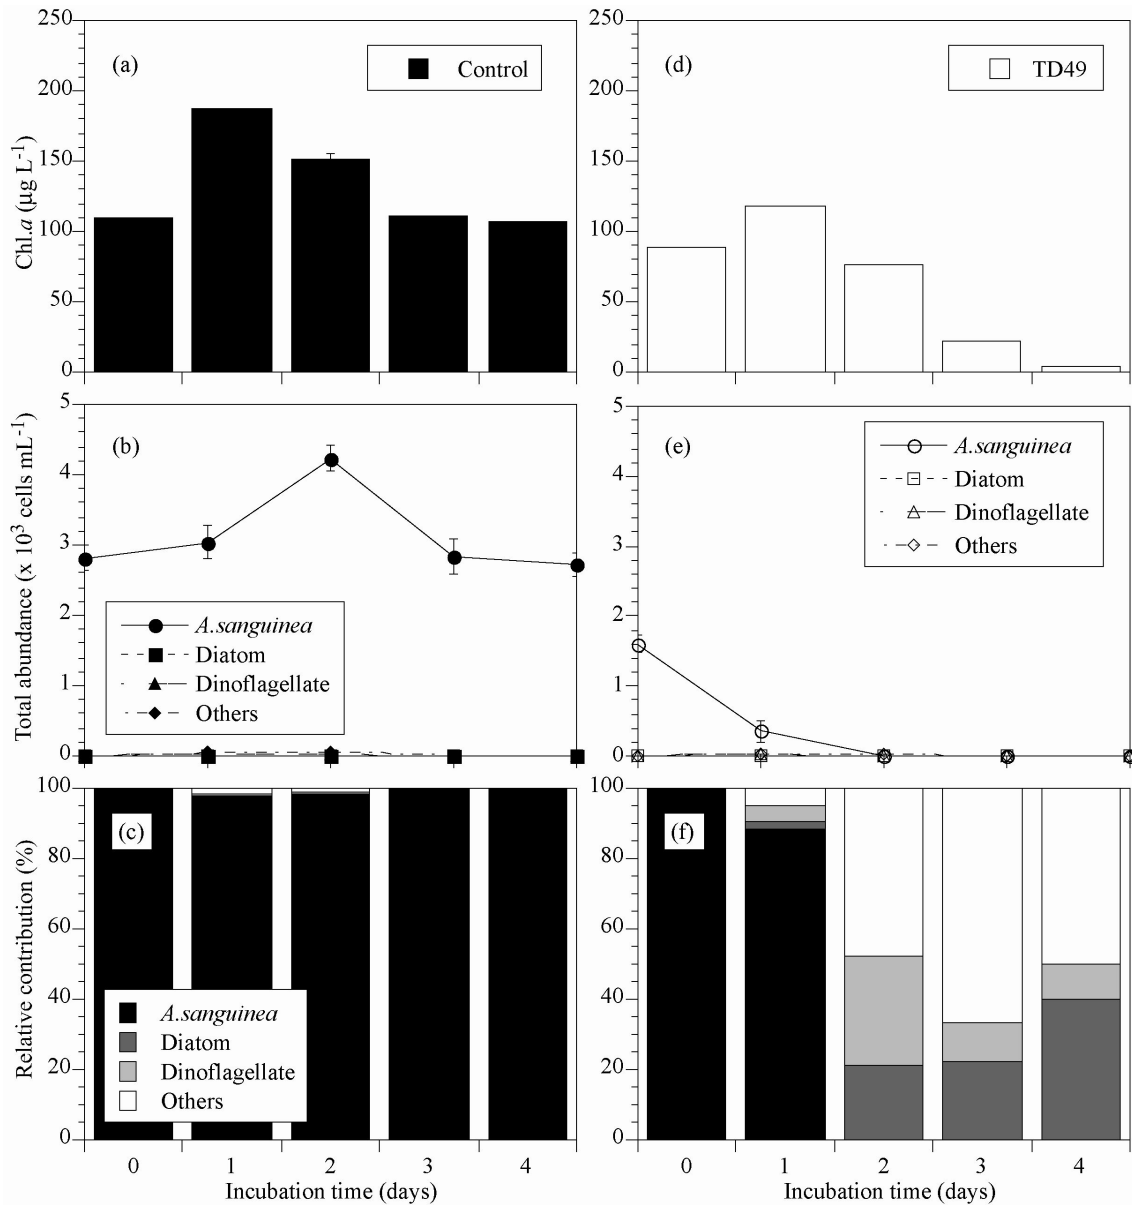 250
200
150
100
50
0
Chl.a (µg L-1)
(a)
Control
250
200
150
100
50
0
(d)
TD49
5
4
3
2
1
0
Total abundance (x 10³ cells mL-1)
(b)
A.sanguinea
Diatom
Dinoflagellate
Others
5
4
3
2
1
0
(e)
A.sanguinea
Diatom
Dinoflagellate
Others
100
80
60
40
20
0
Relative contribution (%)
(c)
A.sanguinea
Diatom
Dinoflagellate
Others
0 1 2 3 4
Incubation time (days)
100
80
60
40
20
0
(f)
0 1 2 3 4
Incubation time (days)